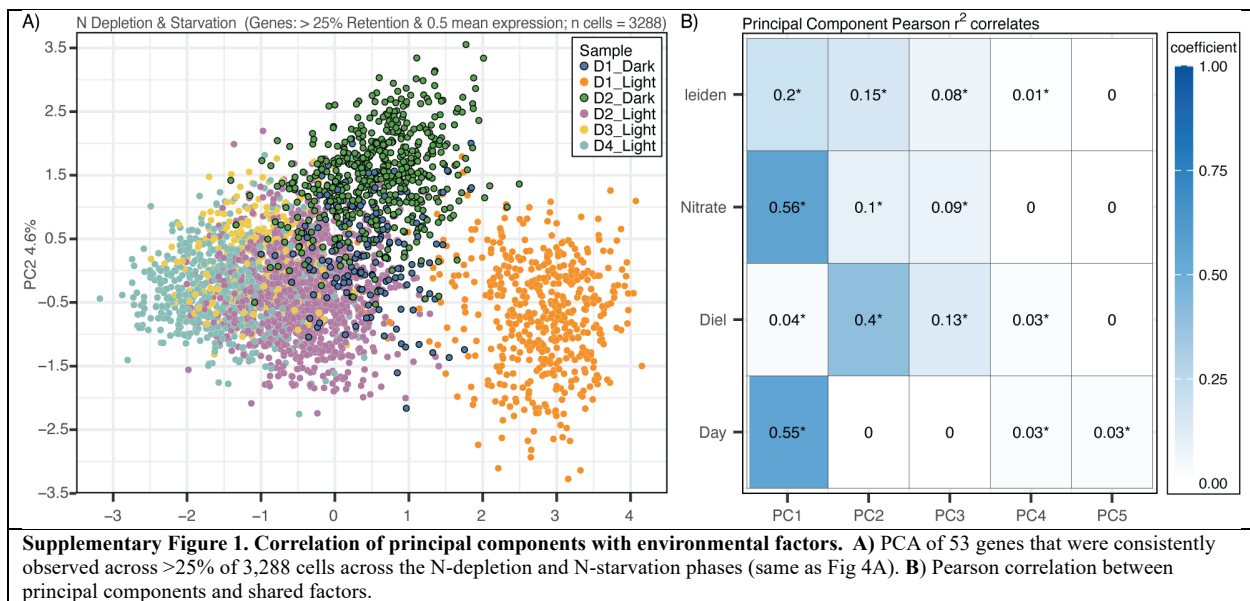 A) N Depletion & Starvation (Genes: > 25% Retention & 0.5 mean expression; n cells = 3288)
3.5
2.5
1.5
0.5
−0.5
−1.5
−2.5
−3.5
PC2 4.6%
−3 −2 −1 0 1 2 3 4
Sample
D1_Dark
D1_Light
D2_Dark
D2_Light
D3_Light
D4_Light
B) Principal Component Pearson r2 correlates
leiden 0.2* 0.15* 0.08* 0.01* 0
Nitrate 0.56* 0.1* 0.09* 0 0
Diel 0.04* 0.4* 0.13* 0.03* 0
Day 0.55* 0 0 0.03* 0.03*
PC1 PC2 PC3 PC4 PC5
coefficient
1.00
0.75
0.50
0.25
0.00
Supplementary Figure 1. Correlation of principal components with environmental factors. A) PCA of 53 genes that were consistently
observed across >25% of 3,288 cells across the N-depletion and N-starvation phases (same as Fig 4A). B) Pearson correlation between
principal components and shared factors.